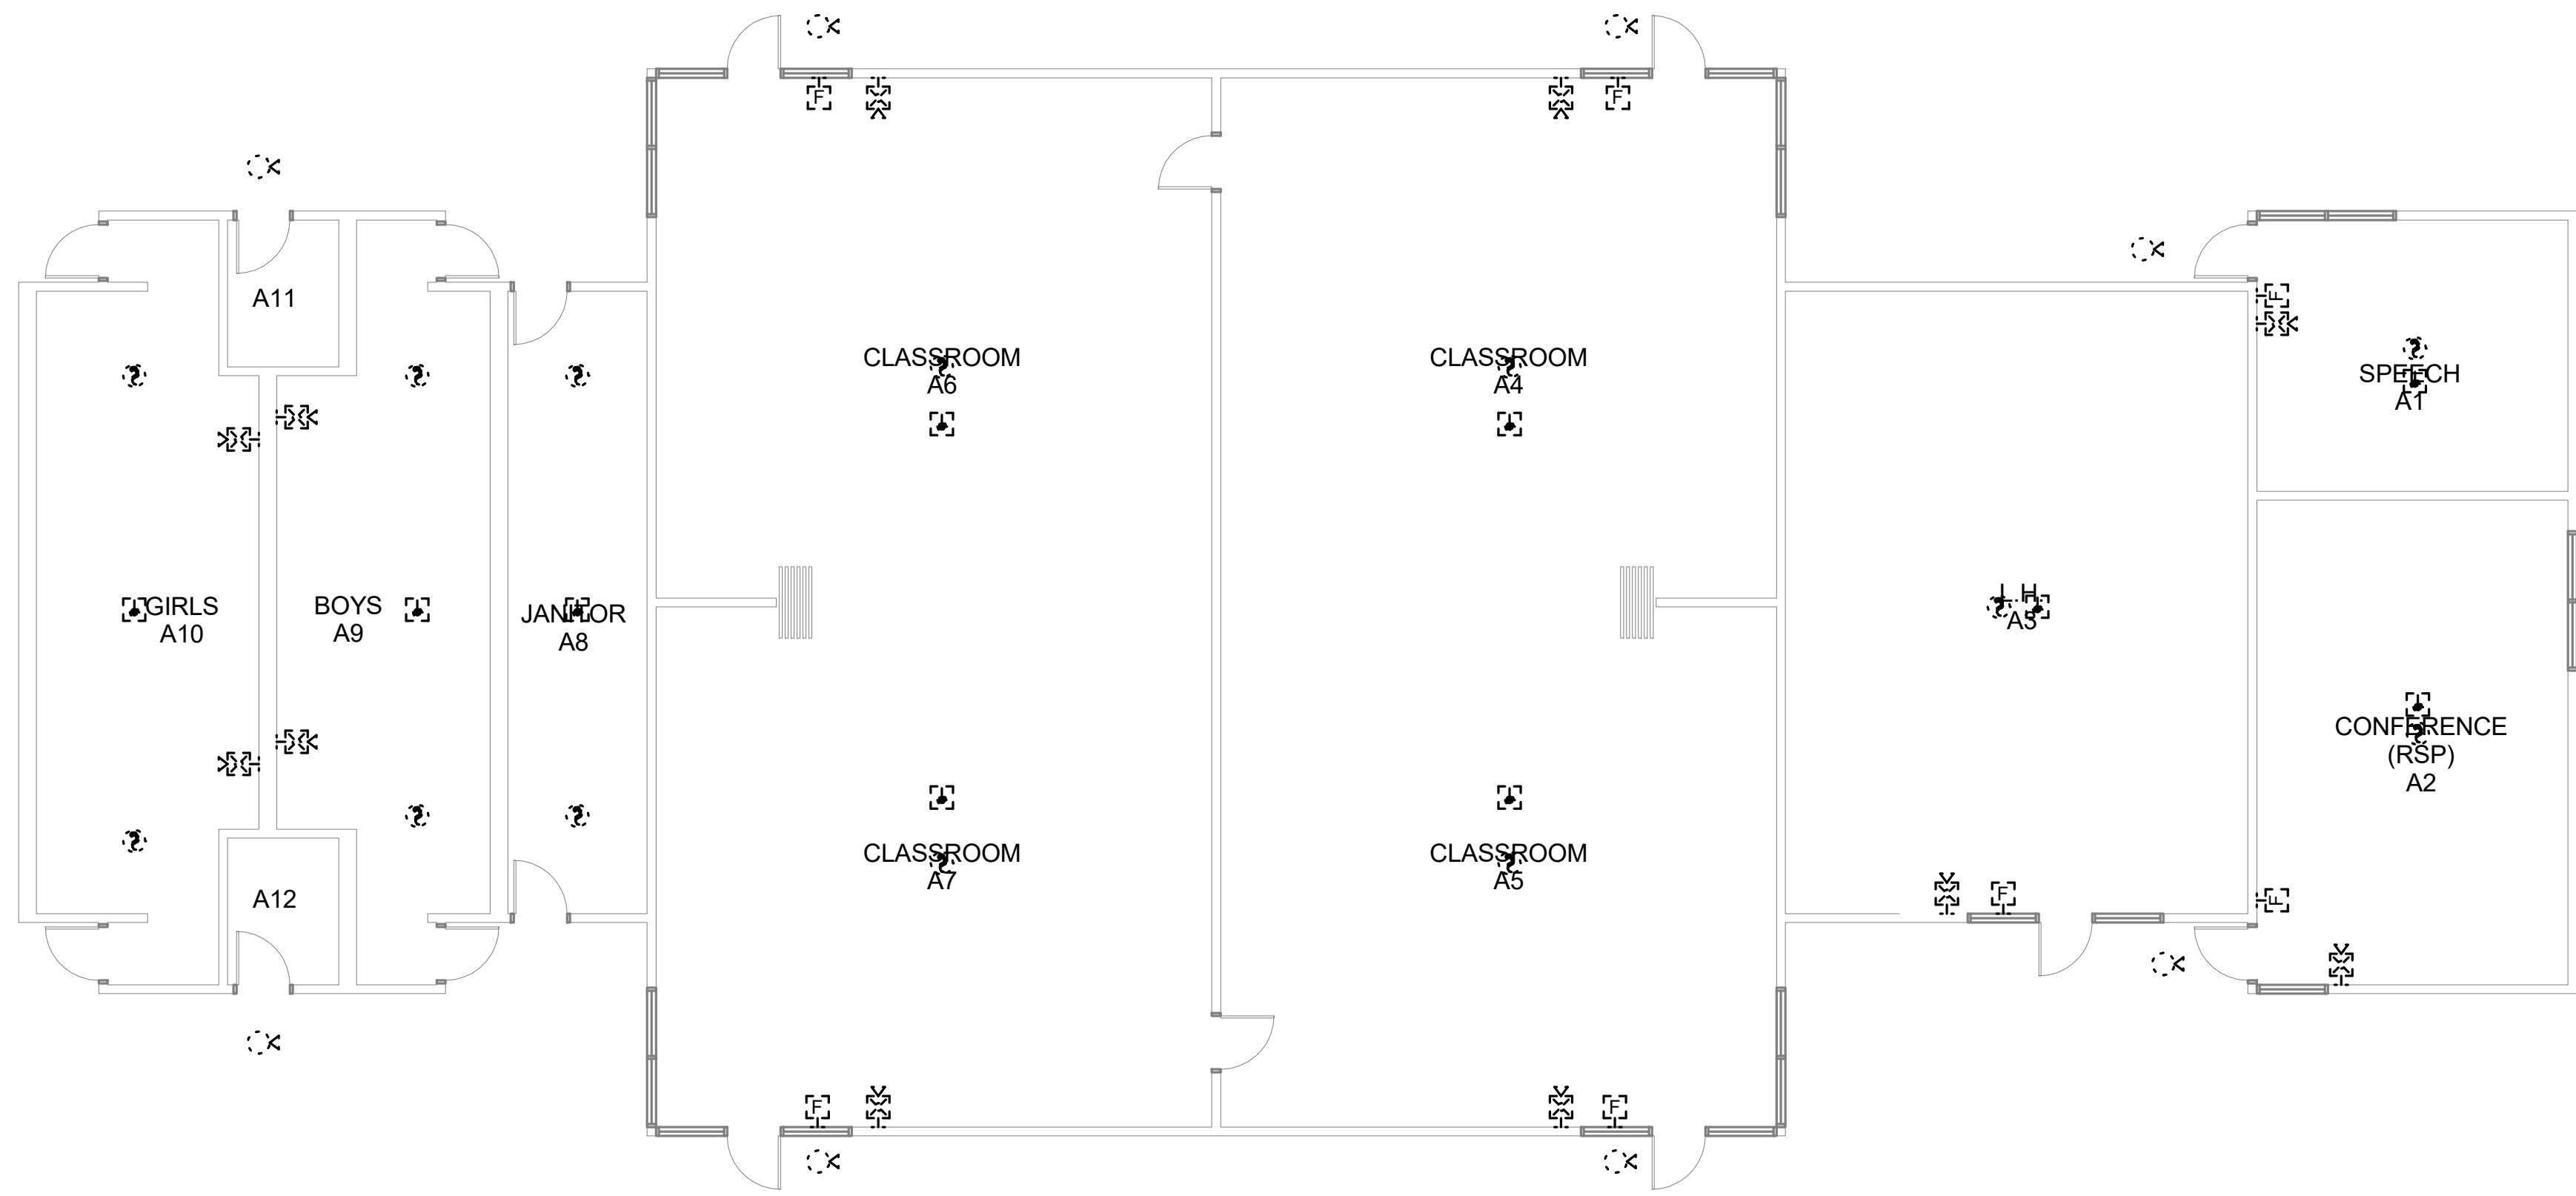 F
F
A11
CLASSROOM
A6
CLASSROOM
A4
F
SPEECH
A1
GIRLS
A10
BOYS
A9
JANITOR
A8
L.H.
A3
CONFERENCE
(RSP)
A2
CLASSROOM
A7
CLASSROOM
A5
A12
F
F
F
F